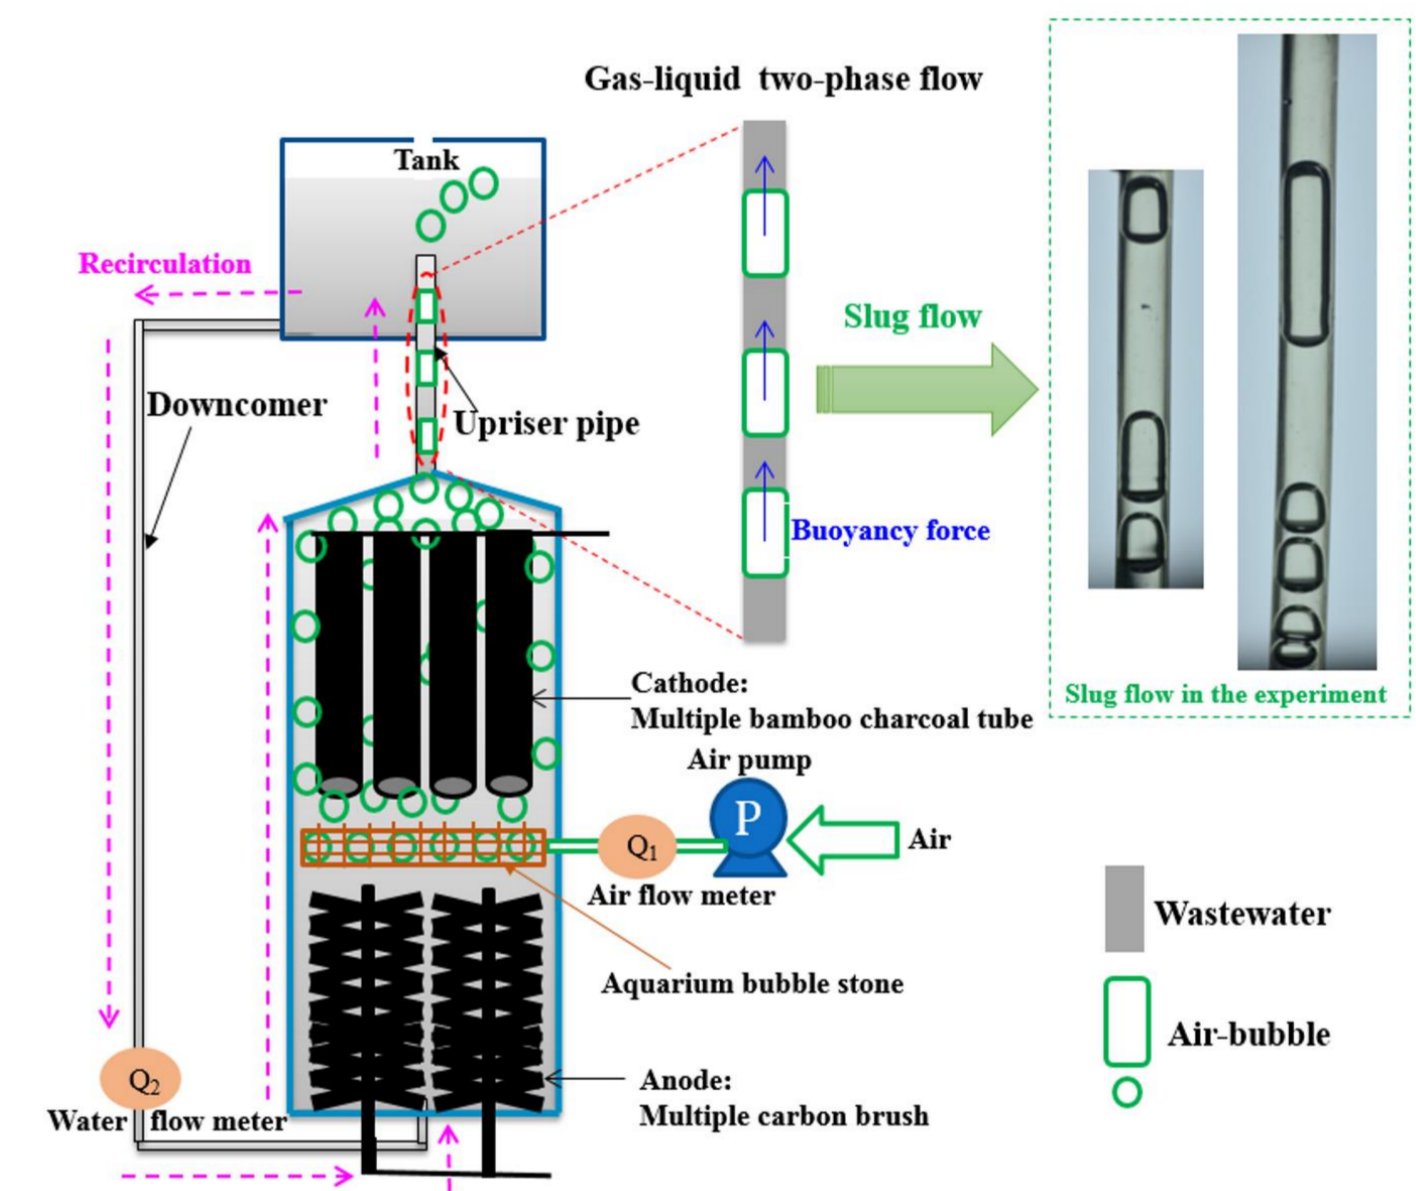 Gas-liquid two-phase flow
Tank
Recirculation
Slug flow
Downcomer
Upriser pipe
Buoyancy force
Cathode:
Multiple bamboo charcoal tube
Slug flow in the experiment
Air pump
P
Q1
Air
Air flow meter
Wastewater
Aquarium bubble stone
Air-bubble
Q2
Anode:
Water flow meter
Multiple carbon brush